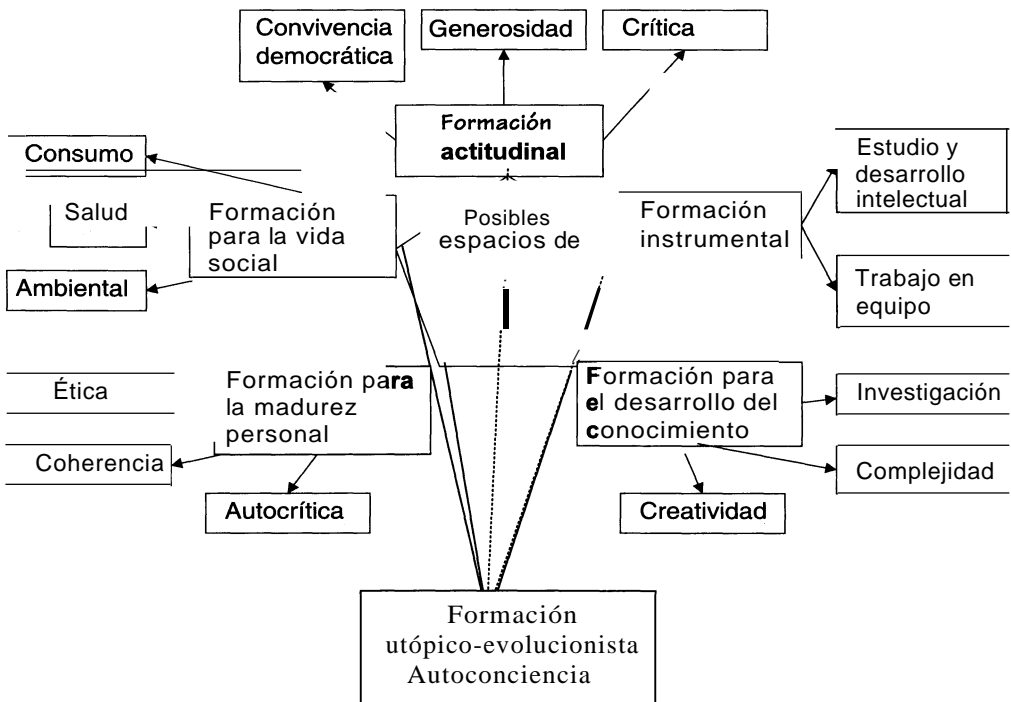 Convivencia
democrática
Generosidad
Crítica
Formación
actitudinal
Consumo
Salud
Ambiental
Formación
para la vida
social
Posibles
espacios de
Formación
instrumental
Estudio y
desarrollo
intelectual
Trabajo en
equipo
Ética
Coherencia
Formación para
la madurez
personal
Autocrítica
Formación para
el desarrollo del
conocimiento
Investigación
Complejidad
Creatividad
Formación
utópico-evolucionista
Autoconciencia